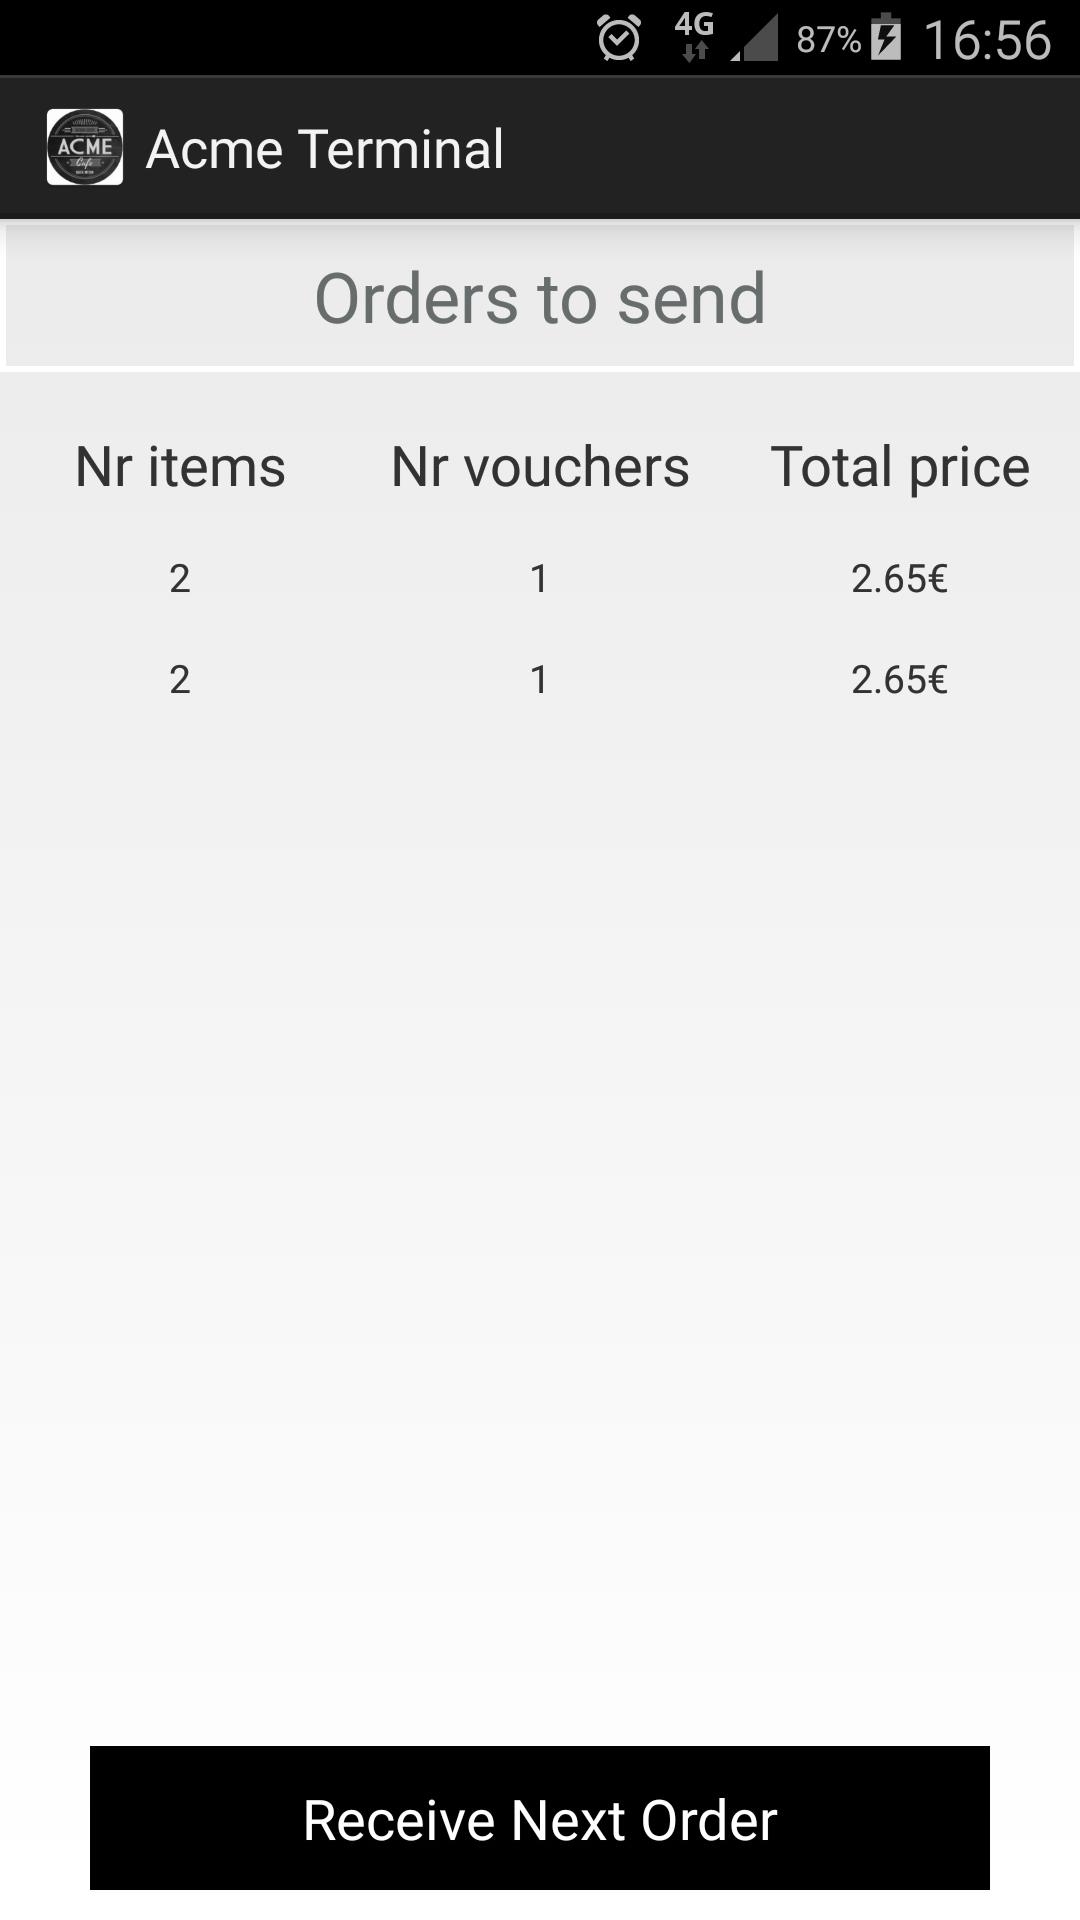 4G 87% 16:56
ACME
Cafe
Acme Terminal
Orders to send
Nr items Nr vouchers Total price
2 1 2.65€
2 1 2.65€
Receive Next Order